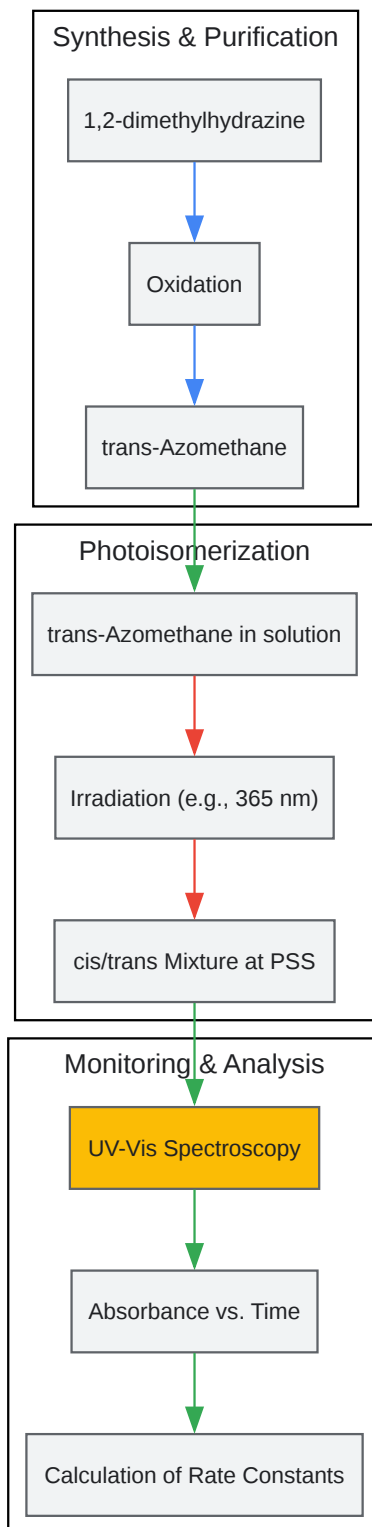 Synthesis & Purification
1,2-dimethylhydrazine
Oxidation
trans-Azomethane
Photoisomerization
trans-Azomethane in solution
Irradiation (e.g., 365 nm)
cis/trans Mixture at PSS
Monitoring & Analysis
UV-Vis Spectroscopy
Absorbance vs. Time
Calculation of Rate Constants